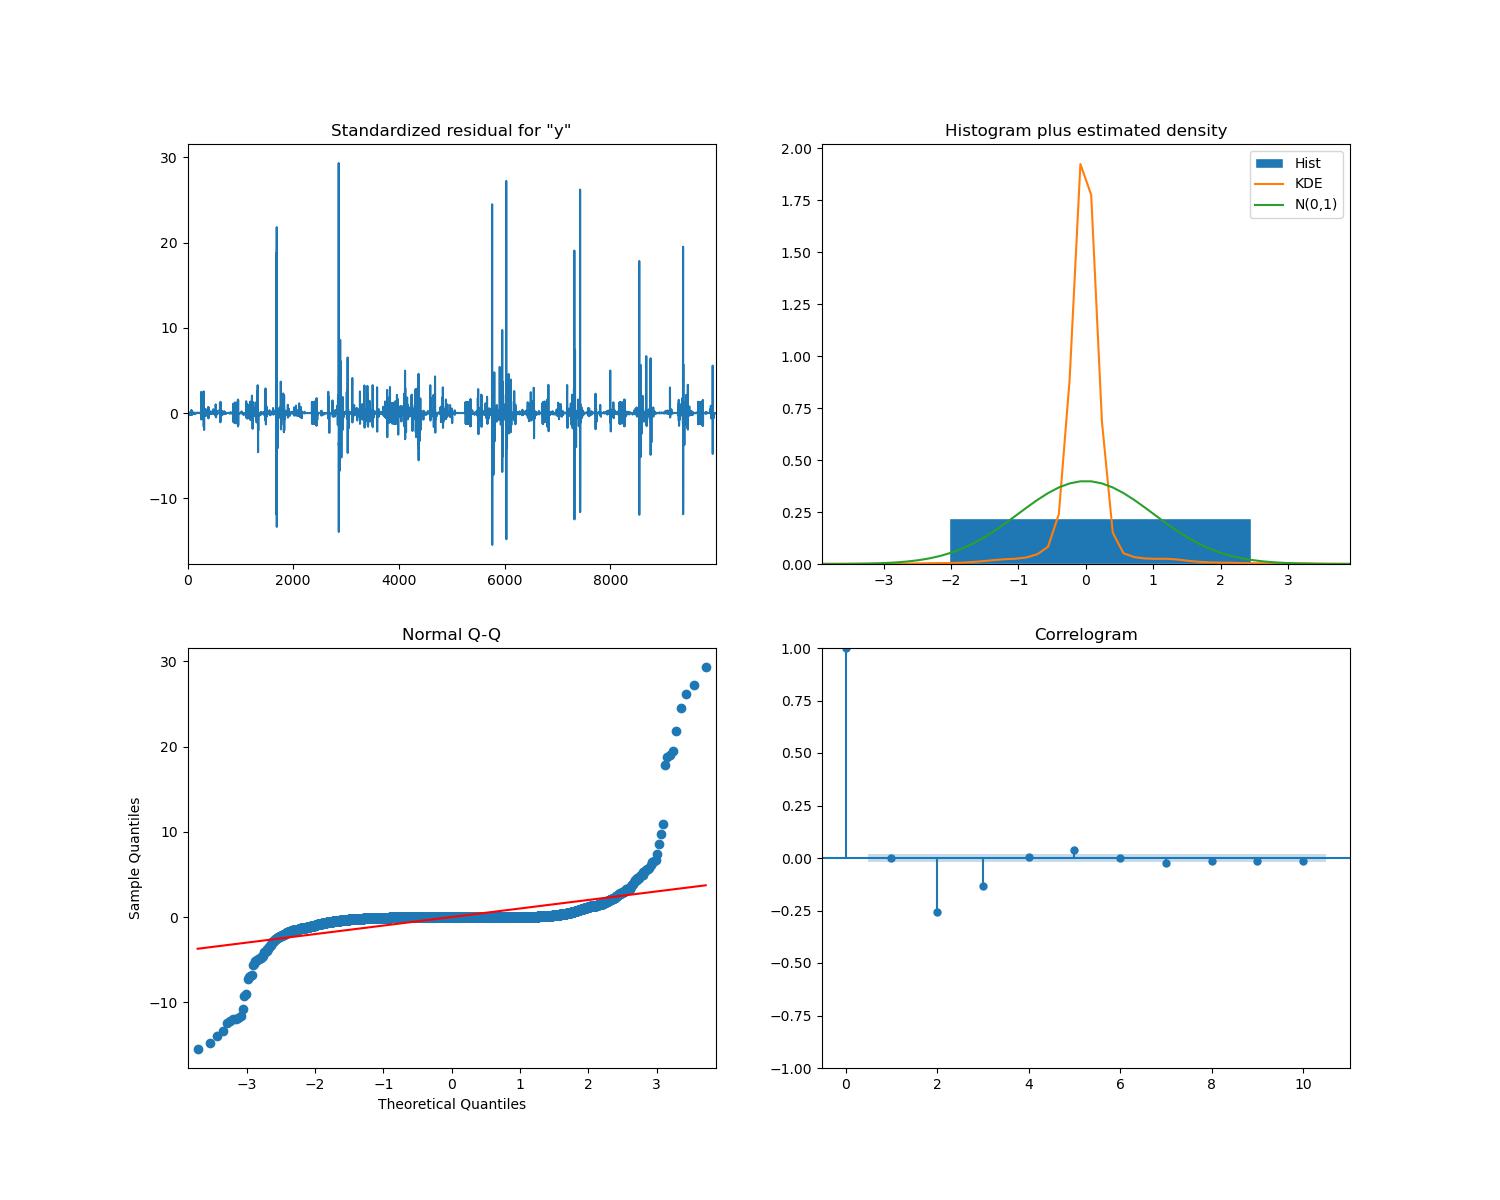 Standardized residual for "y"
30
20
10
0
−10
0 2000 4000 6000 8000
Histogram plus estimated density
2.00
1.75
1.50
1.25
1.00
0.75
0.50
0.25
0.00
Hist
KDE
N(0,1)
−3 −2 −1 0 1 2 3
Normal Q-Q
Sample Quantiles
30
20
10
0
−10
−3 −2 −1 0 1 2 3
Theoretical Quantiles
Correlogram
1.00
0.75
0.50
0.25
0.00
−0.25
−0.50
−0.75
−1.00
0 2 4 6 8 10